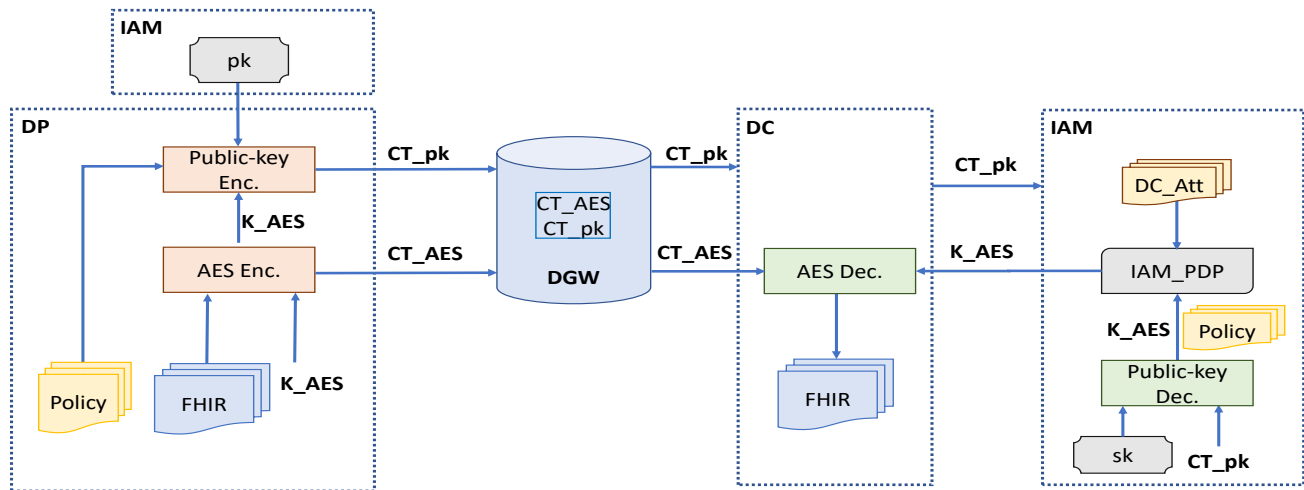 IAM
pk
DP
Public-key
Enc.
K_AES
AES Enc.
Policy
FHIR
K_AES
CT_pk
CT_AES
CT_AES
CT_pk
DGW
CT_pk
CT_AES
DC
AES Dec.
FHIR
CT_pk
K_AES
IAM
DC_Att
IAM_PDP
K_AES
Policy
Public-key
Dec.
sk
CT_pk